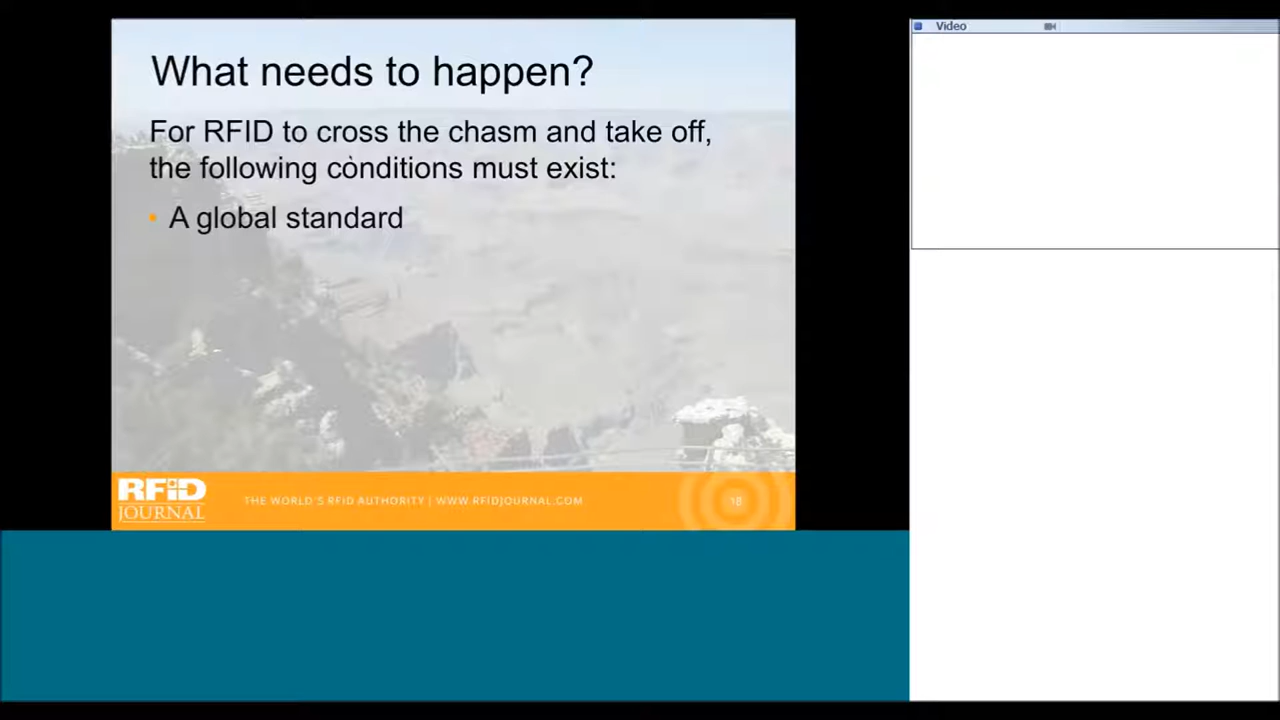 Video
What needs to happen?
For RFID to cross the chasm and take off,
the following conditions must exist:
• A global standard
RFiD
JOURNAL
THE WORLD'S RFID AUTHORITY | WWW.RFIDJOURNAL.COM
18